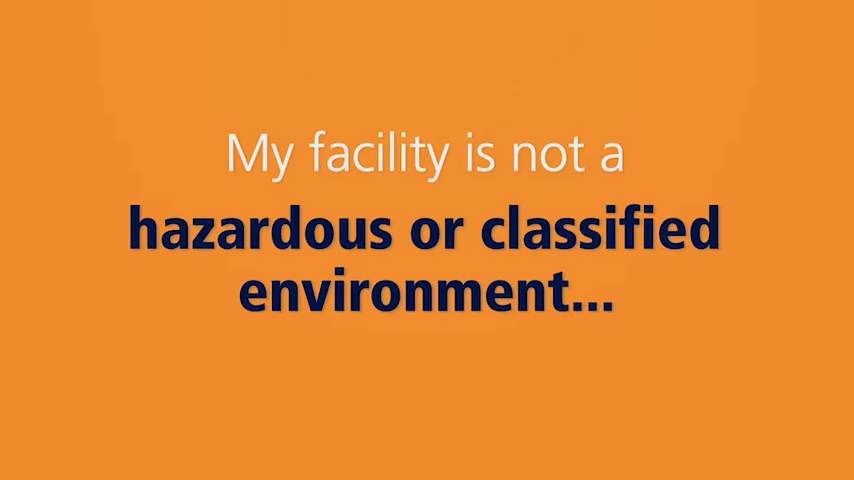 My facility is not a
hazardous or classified
environment...